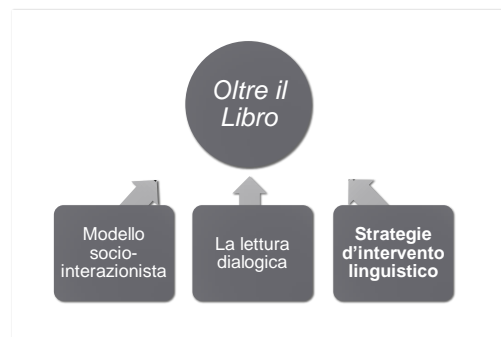 Oltre il
Libro
Modello
socio-
interazionista
La lettura
dialogica
Strategie
d'intervento
linguistico